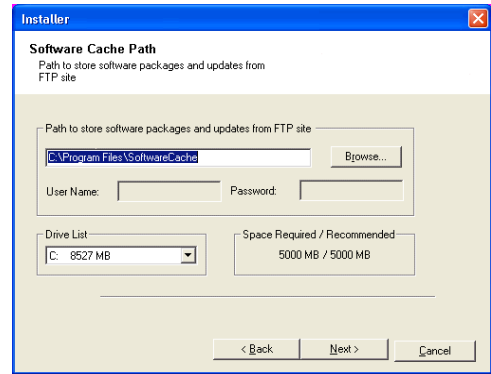 Installer
Software Cache Path
Path to store software packages and updates from
FTP site
Path to store software packages and updates from FTP site
C:\Program Files\SoftwareCache
Browse...
User Name:
Password:
Drive List
Space Required / Recommended
C: 8527 MB
5000 MB / 5000 MB
< Back
Next >
Cancel